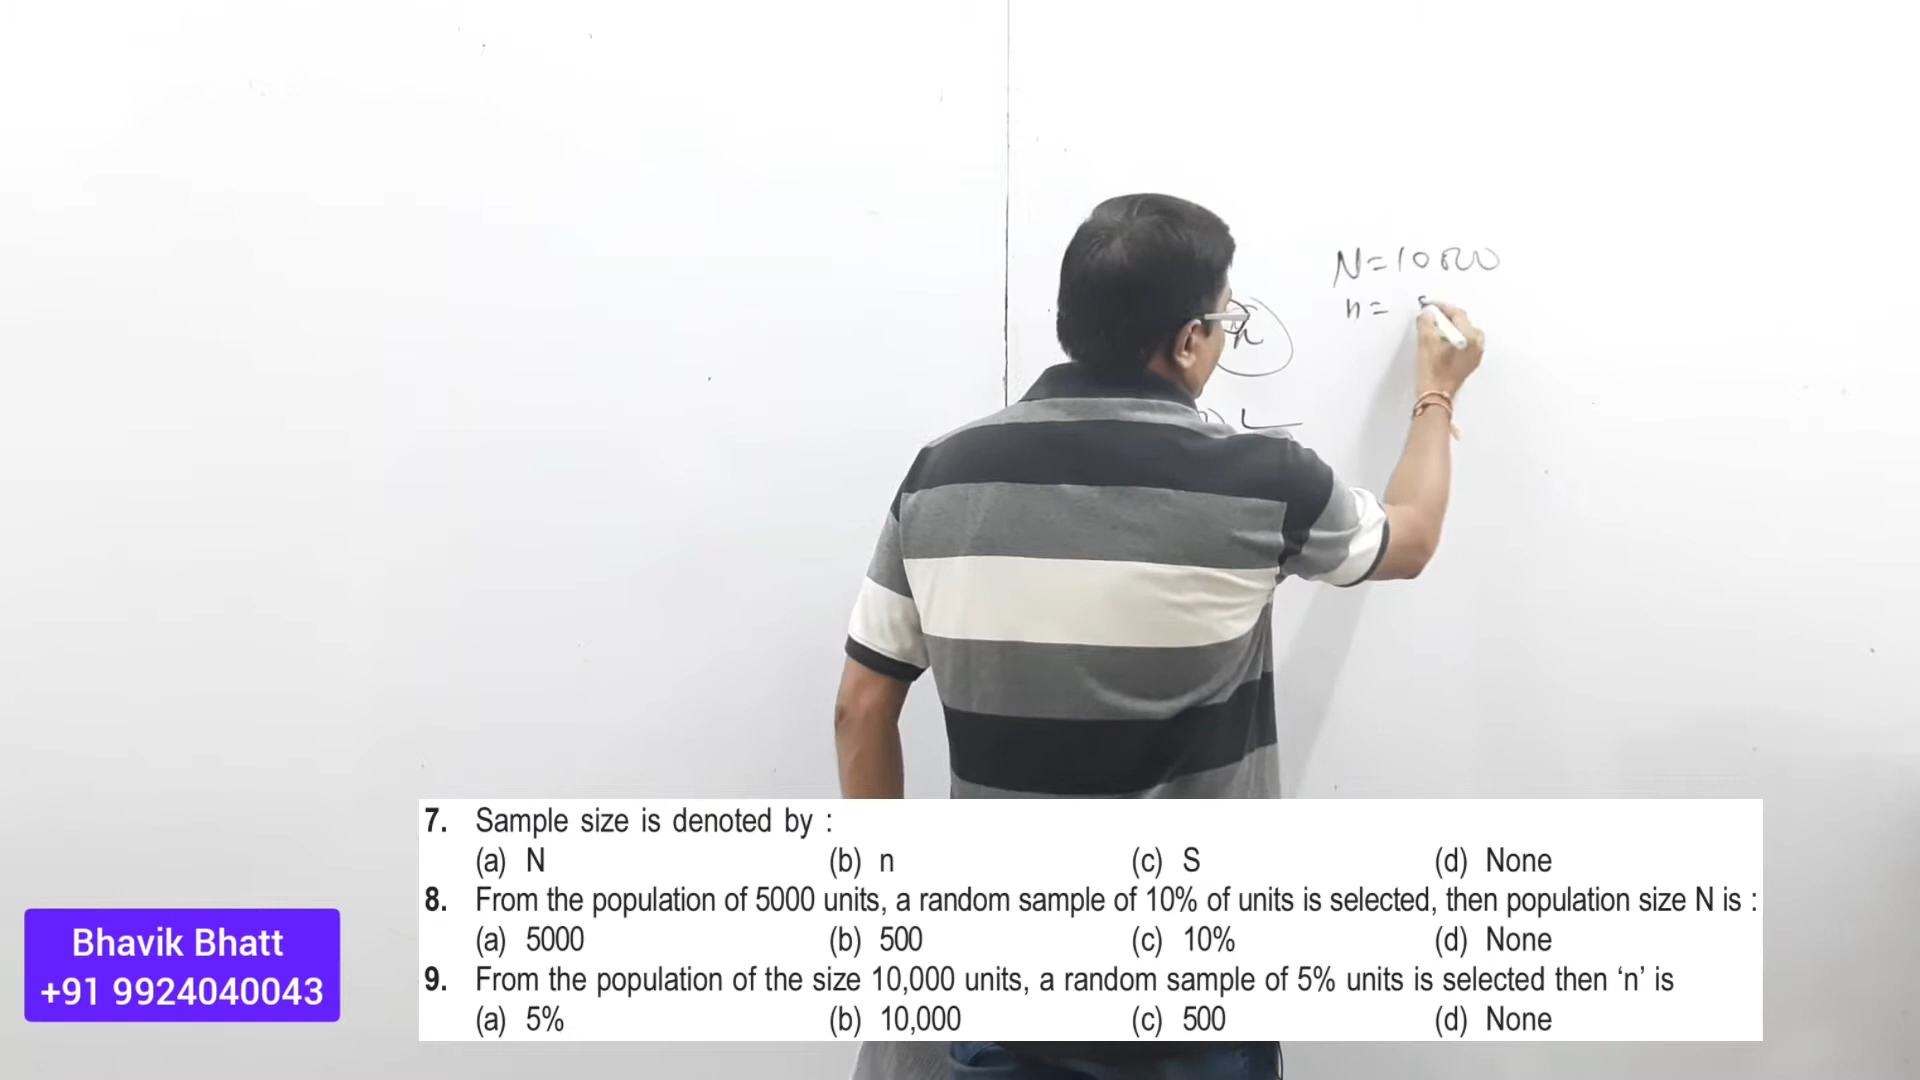 N=10000
n=
n
7. Sample size is denoted by :
(a) N (b) n (c) S (d) None
8. From the population of 5000 units, a random sample of 10% of units is selected, then population size N is :
(a) 5000 (b) 500 (c) 10% (d) None
9. From the population of the size 10,000 units, a random sample of 5% units is selected then ‘n’ is
(a) 5% (b) 10,000 (c) 500 (d) None
Bhavik Bhatt
+91 9924040043